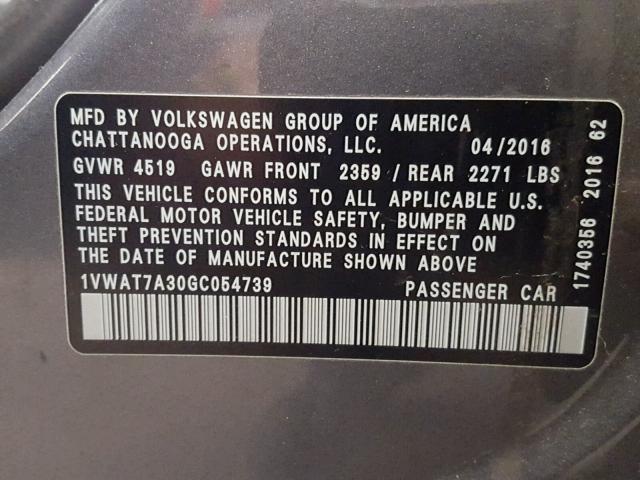 MFD BY VOLKSWAGEN GROUP OF AMERICA
CHATTANOOGA OPERATIONS, LLC. 04/2016
GVWR 4519 GAWR FRONT 2359 / REAR 2271 LBS
THIS VEHICLE CONFORMS TO ALL APPLICABLE U.S.
FEDERAL MOTOR VEHICLE SAFETY, BUMPER AND
THEFT PREVENTION STANDARDS IN EFFECT ON
THE DATE OF MANUFACTURE SHOWN ABOVE
1VWAT7A30GC054739 PASSENGER CAR
1740356 2016 62